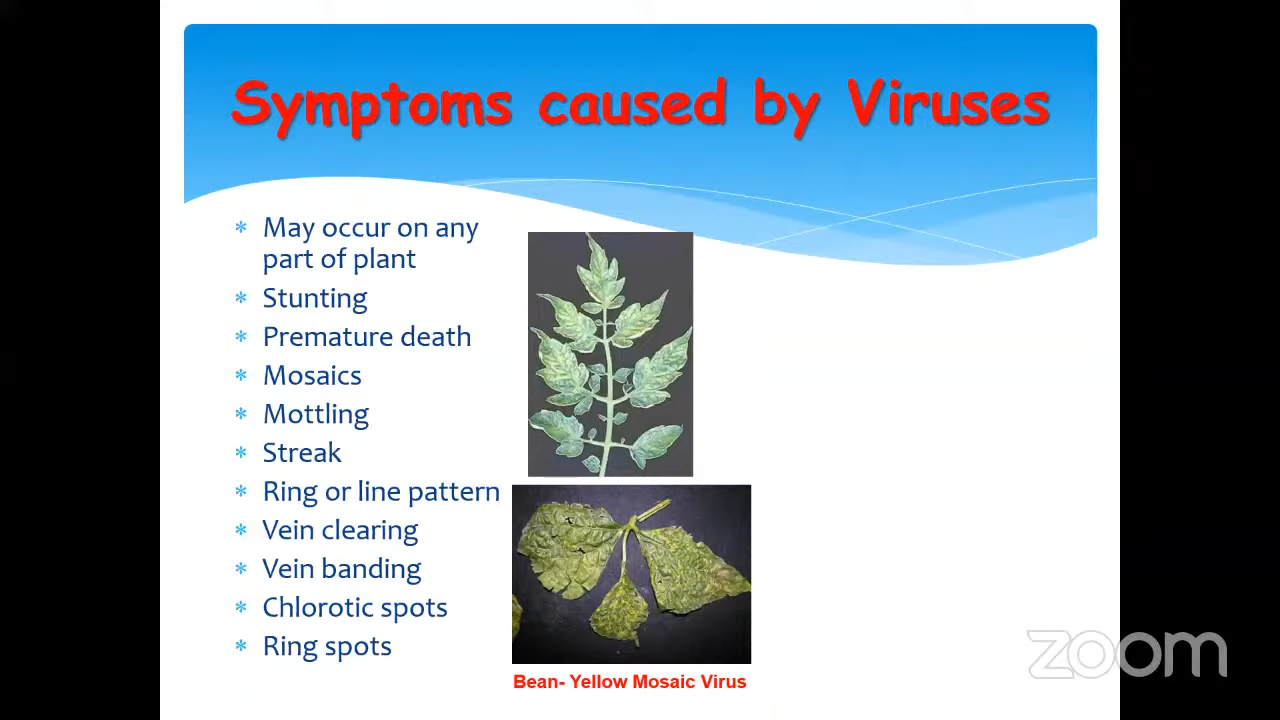 Symptoms caused by Viruses
* May occur on any
part of plant
* Stunting
* Premature death
* Mosaics
* Mottling
* Streak
* Ring or line pattern
* Vein clearing
* Vein banding
* Chlorotic spots
* Ring spots
Bean- Yellow Mosaic Virus
zoom